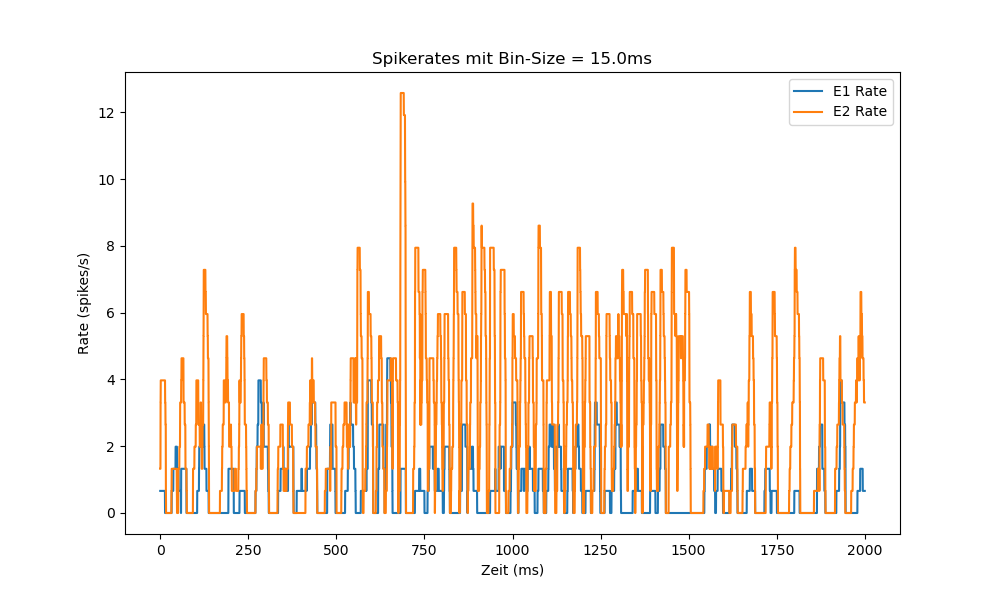 Spikerates mit Bin-Size = 15.0ms
E1 Rate
E2 Rate
Rate (spikes/s)
12
10
8
6
4
2
0
0 250 500 750 1000 1250 1500 1750 2000
Zeit (ms)